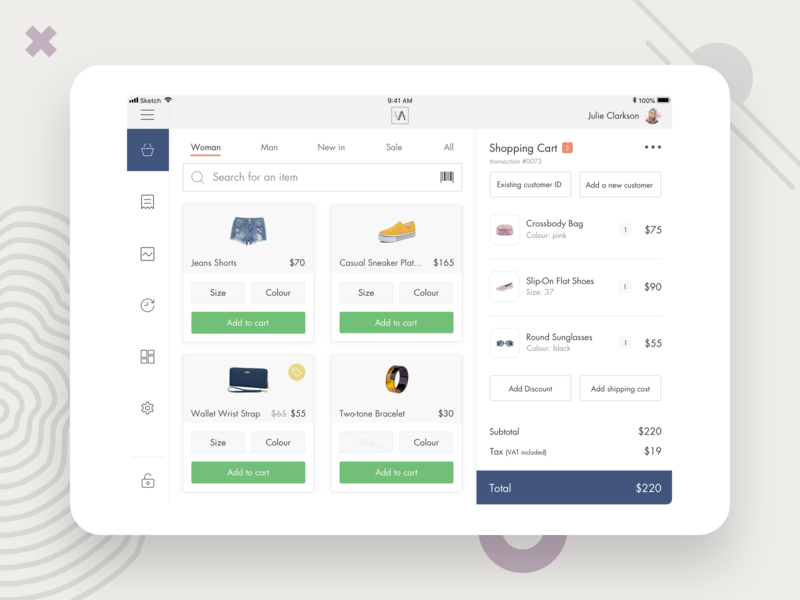 Sketch
9:41 AM
100%
VA
Julie Clarkson
Woman
Man
New in
Sale
All
Search for an item
Jeans Shorts
$70
Size
Colour
Add to cart
Casual Sneaker Plat...
$165
Size
Colour
Add to cart
Wallet Wrist Strap
$65 $55
Size
Colour
Add to cart
Two-tone Bracelet
$30
Colour
Add to cart
Shopping Cart 3
transaction #0073
Existing customer ID
Add a new customer
Crossbody Bag
Colour: pink
1
$75
Slip-On Flat Shoes
Size: 37
1
$90
Round Sunglasses
Colour: black
1
$55
Add Discount
Add shipping cost
Subtotal
$220
Tax (VAT included)
$19
Total
$220